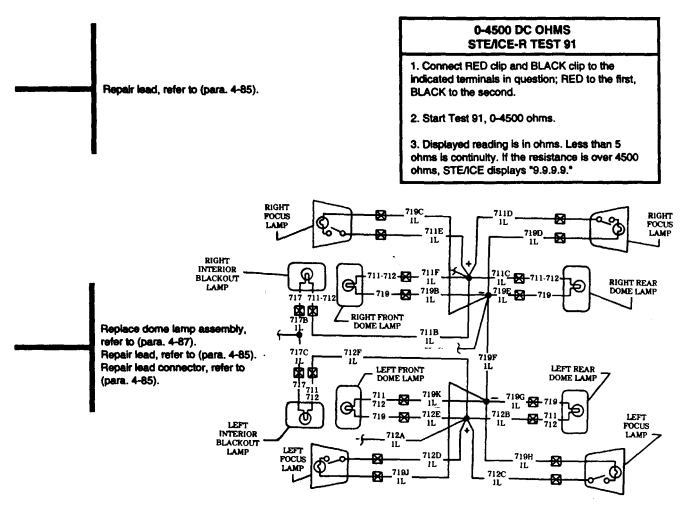 0-4500 DC OHMS
STE/ICE-R TEST 91
1. Connect RED clip and BLACK clip to the
indicated terminals in question; RED to the first,
BLACK to the second.
2. Start Test 91, 0-4500 ohms.
3. Displayed reading is in ohms. Less than 5
ohms is continuity. If the resistance is over 4500
ohms, STE/ICE displays "9.9.9.9."
Repair lead, refer to (para. 4-85).
Replace dome lamp assembly,
refer to (para. 4-87).
Repair lead, refer to (para. 4-85).
Repair lead connector, refer to
(para. 4-85).
RIGHT
FOCUS
LAMP
719C
1L
711E
1L
711D
1L
719D
1L
RIGHT
FOCUS
LAMP
RIGHT
INTERIOR
BLACKOUT
LAMP
717
711-712
717B
1L
711-712
719
RIGHT FRONT
DOME LAMP
711F
1L
719B
1L
+
-
711C
1L
719E
1L
711-712
719
RIGHT REAR
DOME LAMP
711B
1L
717C
1L
712F
1L
719F
1L
717
711
712
LEFT
INTERIOR
BLACKOUT
LAMP
LEFT FRONT
DOME LAMP
711
712
719
719K
1L
712E
1L
-
+
719G
1L
712B
1L
719
711
712
LEFT REAR
DOME LAMP
712A
1L
LEFT
FOCUS
LAMP
712D
1L
719J
1L
719H
1L
712C
1L
LEFT
FOCUS
LAMP